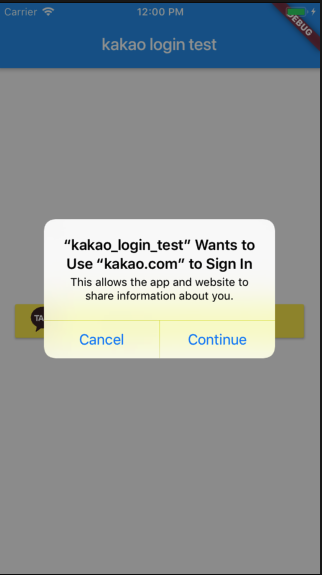 Carrier 12:00 PM
DEBUG
kakao login test
“kakao_login_test” Wants to
Use “kakao.com” to Sign In
This allows the app and website to
share information about you.
TA
Cancel Continue